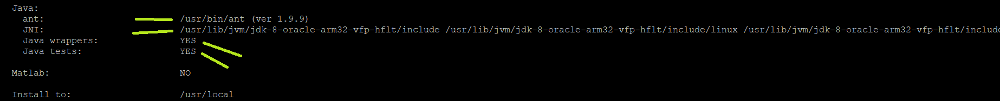 Java:
ant: /usr/bin/ant (ver 1.9.9)
JNI: /usr/lib/jvm/jdk-8-oracle-arm32-vfp-hflt/include /usr/lib/jvm/jdk-8-oracle-arm32-vfp-hflt/include/linux /usr/lib/jvm/jdk-8-oracle-arm32-vfp-hflt/include
Java wrappers: YES
Java tests: YES
Matlab: NO
Install to: /usr/local